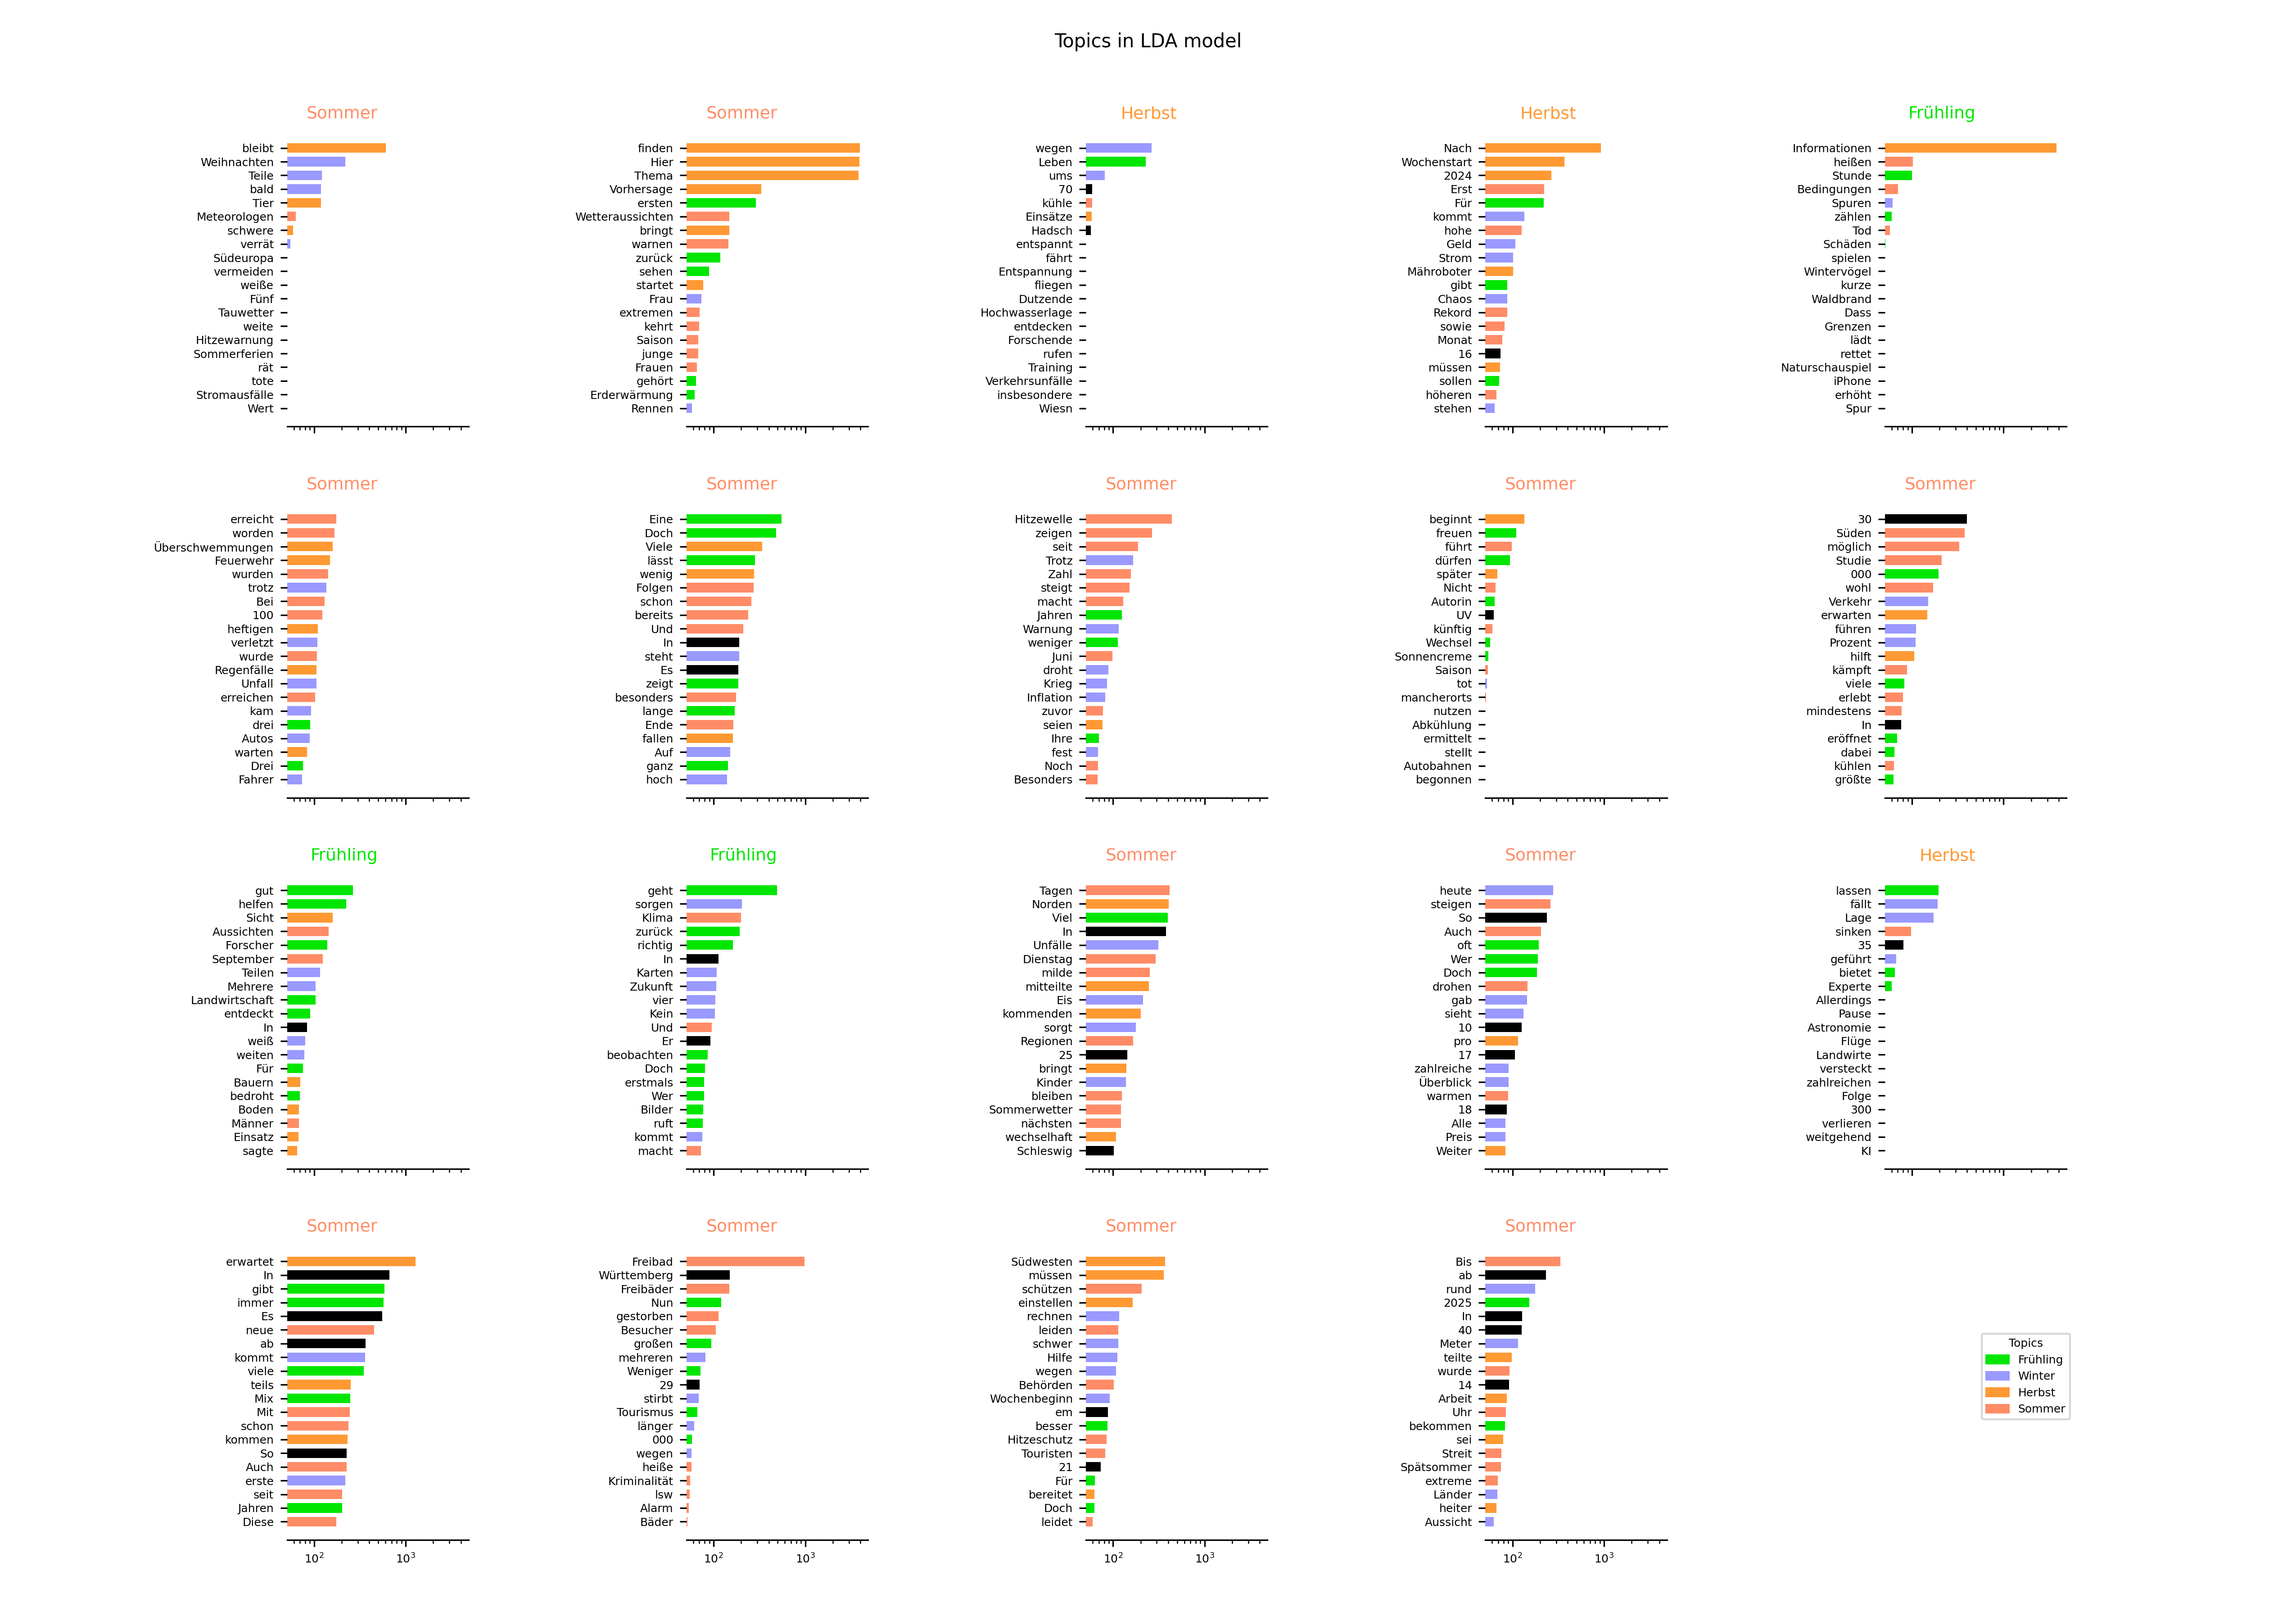 Topics in LDA model
Sommer
bleibt
Weihnachten
Teile
bald
Tier
Meteorologen
schwere
verrät
Südeuropa
vermeiden
weiße
Fünf
Tauwetter
weite
Hitzewarnung
Sommerferien
rät
tote
Stromausfälle
Wert
Sommer
finden
Hier
Thema
Vorhersage
ersten
Wetteraussichten
bringt
warnen
zurück
sehen
startet
Frau
extremen
kehrt
Saison
junge
Frauen
gehört
Erderwärmung
Rennen
Herbst
wegen
Leben
ums
70
kühle
Einsätze
Hadsch
entspannt
fährt
Entspannung
fliegen
Dutzende
Hochwasserlage
entdecken
Forschende
rufen
Training
Verkehrsunfälle
insbesondere
Wiesn
Herbst
Nach
Wochenstart
2024
Erst
Für
kommt
hohe
Geld
Strom
Mähroboter
gibt
Chaos
Rekord
sowie
Monat
16
müssen
sollen
höheren
stehen
Frühling
Informationen
heißen
Stunde
Bedingungen
Spuren
zählen
Tod
Schäden
spielen
Wintervögel
kurze
Waldbrand
Dass
Grenzen
lädt
rettet
Naturschauspiel
iPhone
erhöht
Spur
Sommer
erreicht
worden
Überschwemmungen
Feuerwehr
wurden
trotz
Bei
100
heftigen
verletzt
wurde
Regenfälle
Unfall
erreichen
kam
drei
Autos
warten
Drei
Fahrer
Sommer
Eine
Doch
Viele
lässt
wenig
Folgen
schon
bereits
Und
In
steht
Es
zeigt
besonders
lange
Ende
fallen
Auf
ganz
hoch
Sommer
Hitzewelle
zeigen
seit
Trotz
Zahl
steigt
macht
Jahren
Warnung
weniger
Juni
droht
Krieg
Inflation
zuvor
seien
Ihre
fest
Noch
Besonders
Sommer
beginnt
freuen
führt
dürfen
später
Nicht
Autorin
UV
künftig
Wechsel
Sonnencreme
Saison
tot
mancherorts
nutzen
Abkühlung
ermittelt
stellt
Autobahnen
begonnen
Sommer
30
Süden
möglich
Studie
000
wohl
Verkehr
erwarten
führen
Prozent
hilft
kämpft
viele
erlebt
mindestens
In
eröffnet
dabei
kühlen
größte
Frühling
gut
helfen
Sicht
Aussichten
Forscher
September
Teilen
Mehrere
Landwirtschaft
entdeckt
In
weiß
weiten
Für
Bauern
bedroht
Boden
Männer
Einsatz
sagte
Frühling
geht
sorgen
Klima
zurück
richtig
In
Karten
Zukunft
vier
Kein
Und
Er
beobachten
Doch
erstmals
Wer
Bilder
ruft
kommt
macht
Sommer
Tagen
Norden
Viel
In
Unfälle
Dienstag
milde
mitteilte
Eis
kommenden
sorgt
Regionen
25
bringt
Kinder
bleiben
Sommerwetter
nächsten
wechselhaft
Schleswig
Sommer
heute
steigen
So
Auch
oft
Wer
Doch
drohen
gab
sieht
10
pro
17
zahlreiche
Überblick
warmen
18
Alle
Preis
Weiter
Herbst
lassen
fällt
Lage
sinken
35
geführt
bietet
Experte
Allerdings
Pause
Astronomie
Flüge
Landwirte
versteckt
zahlreichen
Folge
300
verlieren
weitgehend
KI
Sommer
erwartet
In
gibt
immer
Es
neue
ab
kommt
viele
teils
Mix
Mit
schon
kommen
So
Auch
erste
seit
Jahren
Diese
10²
10³
Sommer
Freibad
Württemberg
Freibäder
Nun
gestorben
Besucher
großen
mehreren
Weniger
29
stirbt
Tourismus
länger
000
wegen
heiße
Kriminalität
lsw
Alarm
Bäder
10²
10³
Sommer
Südwesten
müssen
schützen
einstellen
rechnen
leiden
schwer
Hilfe
wegen
Behörden
Wochenbeginn
em
besser
Hitzeschutz
Touristen
21
Für
bereitet
Doch
leidet
10²
10³
Sommer
Bis
ab
rund
2025
In
40
Meter
teilte
wurde
14
Arbeit
Uhr
bekommen
sei
Streit
Spätsommer
extreme
Länder
heiter
Aussicht
10²
10³
Topics
Frühling
Winter
Herbst
Sommer